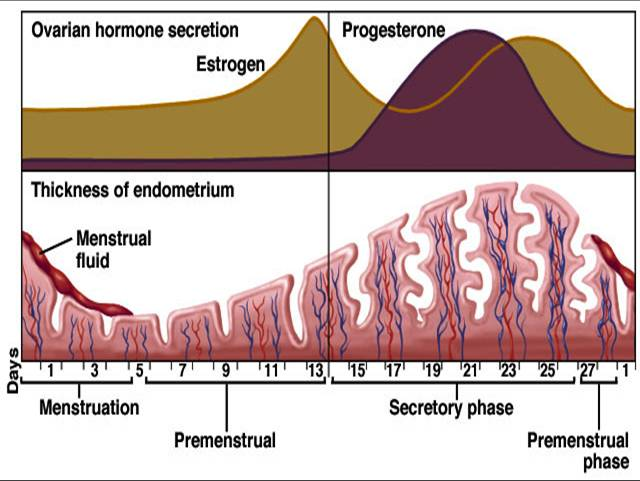 Ovarian hormone secretion
Progesterone
Estrogen
Thickness of endometrium
Menstrual
fluid
Days
1 3 5 7 9 11 13 15 17 19 21 23 25 27 1
Menstruation
Secretory phase
Premenstrual
Premenstrual
phase